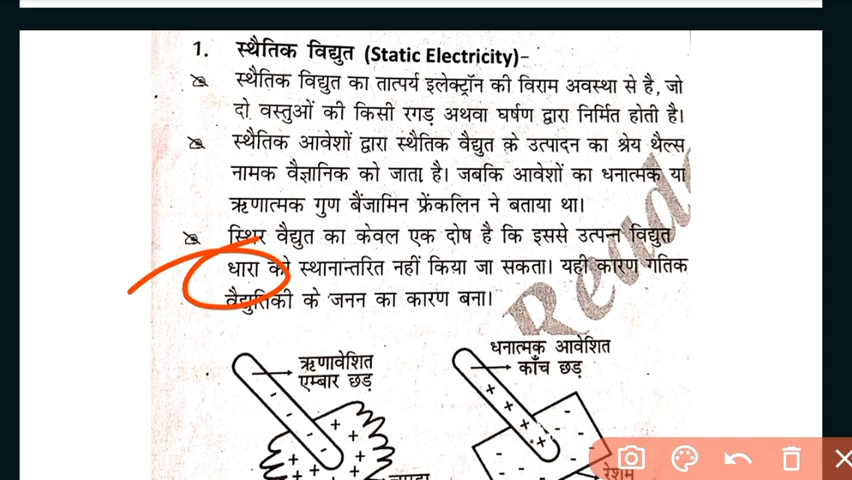 1. स्थैतिक विद्युत (Static Electricity)-
स्थैतिक विद्युत का तात्पर्य इलेक्ट्रॉन की विराम अवस्था से है, जो
दो वस्तुओं की किसी रगड़ अथवा घर्षण द्वारा निर्मित होती है।
स्थैतिक आवेशों द्वारा स्थैतिक वैद्युत के उत्पादन का श्रेय थैल्स
नामक वैज्ञानिक को जाता है। जबकि आवेशों का धनात्मक या
ऋणात्मक गुण बैंजामिन फ्रेंकलिन ने बताया था।
स्थिर वैद्युत का केवल एक दोष है कि इससे उत्पन्न विद्युत
धारा को स्थानान्तरित नहीं किया जा सकता। यही कारण गतिक
वैद्युतिकी के जनन का कारण बना।
ऋणावेशित
एम्बार छड़
धनात्मक आवेशित
काँच छड़
रेशम